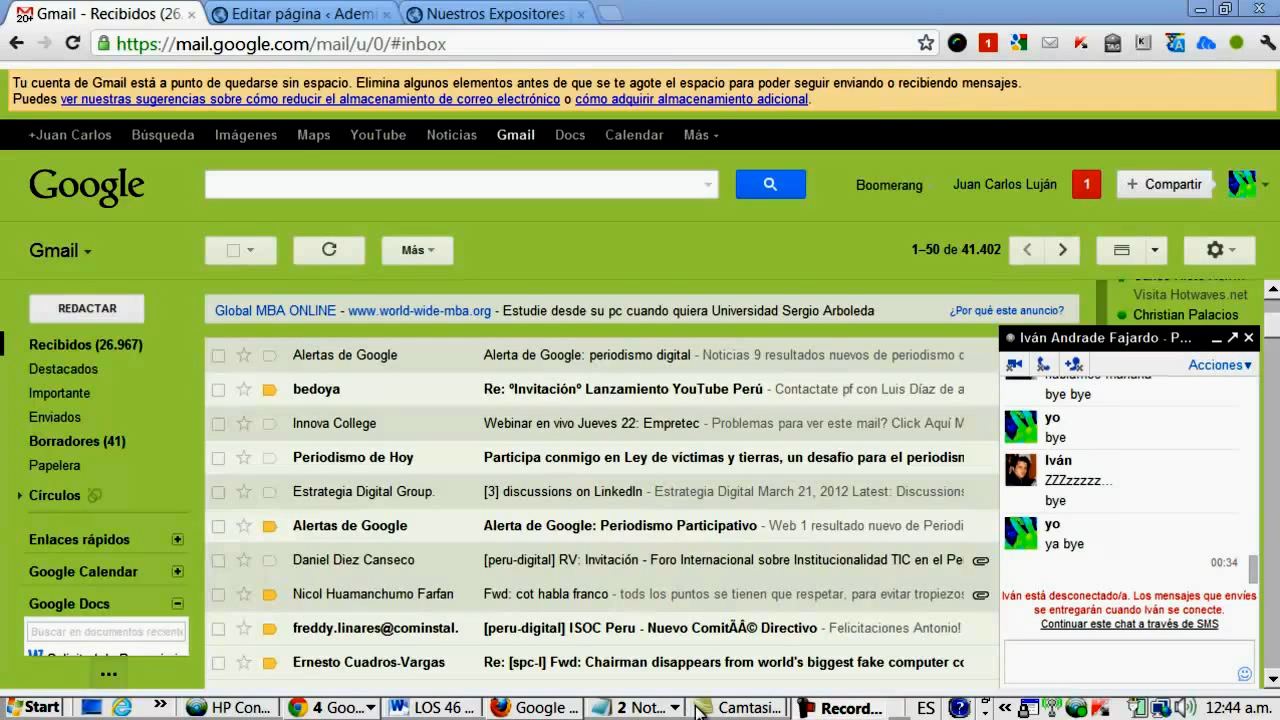 Gmail - Recibidos (26.
Editar página ‹ Ademi
Nuestros Expositores
https://mail.google.com/mail/u/0/#inbox
Tu cuenta de Gmail está a punto de quedarse sin espacio. Elimina algunos elementos antes de que se te agote el espacio para poder seguir enviando o recibiendo mensajes.
Puedes ver nuestras sugerencias sobre cómo reducir el almacenamiento de correo electrónico o cómo adquirir almacenamiento adicional.
+Juan Carlos Búsqueda Imágenes Maps YouTube Noticias Gmail Docs Calendar Más
Google
Boomerang Juan Carlos Luján 1 + Compartir
Gmail
Más
1–50 de 41.402
REDACTAR
Recibidos (26.967)
Destacados
Importante
Enviados
Borradores (41)
Papelera
Círculos
Enlaces rápidos
Google Calendar
Google Docs
Buscar en documentos reciente
Global MBA ONLINE - www.world-wide-mba.org - Estudie desde su pc cuando quiera Universidad Sergio Arboleda ¿Por qué este anuncio?
Alertas de Google Alerta de Google: periodismo digital - Noticias 9 resultados nuevos de periodismo d
bedoya Re: ºInvitaciónº Lanzamiento YouTube Perú - Contactate pf con Luis Díaz de a
Innova College Webinar en vivo Jueves 22: Empretec - Problemas para ver este mail? Click Aquí M
Periodismo de Hoy Participa conmigo en Ley de víctimas y tierras, un desafio para el periodism
Estrategia Digital Group. [3] discussions on LinkedIn - Estrategia Digital March 21, 2012 Latest: Discussions
Alertas de Google Alerta de Google: Periodismo Participativo - Web 1 resultado nuevo de Periodi
Daniel Diez Canseco [peru-digital] RV: Invitación - Foro Internacional sobre Institucionalidad TIC en el Pe
Nicol Huamanchumo Farfan Fwd: cot habla franco - tods los puntos se tienen que respetar, para evitar tropiezos
freddy.linares@cominstal. [peru-digital] ISOC Peru - Nuevo ComitÃÂ© Directivo - Felicitaciones Antonio!
Ernesto Cuadros-Vargas Re: [spc-l] Fwd: Chairman disappears from world's biggest fake computer co
Visita Hotwaves.net
Christian Palacios
Iván Andrade Fajardo - P...
Acciones
bye bye
yo
bye
Iván
ZZZzzzzz...
bye
yo
ya bye
00:34
Iván está desconectado/a. Los mensajes que envíes
se entregarán cuando Iván se conecte.
Continuar este chat a través de SMS
Start
HP Con...
4 Goo...
LOS 46 ...
Google ...
2 Not...
Camtasi...
Record...
ES
12:44 a.m.